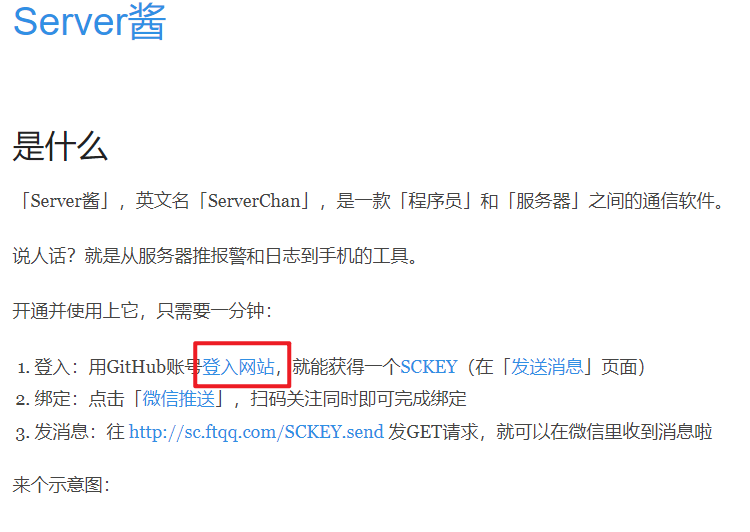 Server酱
是什么
「Server酱」，英文名「ServerChan」，是一款「程序员」和「服务器」之间的通信软件。
说人话？就是从服务器推报警和日志到手机的工具。
开通并使用上它，只需要一分钟：
1. 登入：用GitHub账号登入网站，就能获得一个SCKEY（在「发送消息」页面）
2. 绑定：点击「微信推送」，扫码关注同时即可完成绑定
3. 发消息：往 http://sc.ftqq.com/SCKEY.send 发GET请求，就可以在微信里收到消息啦
来个示意图：